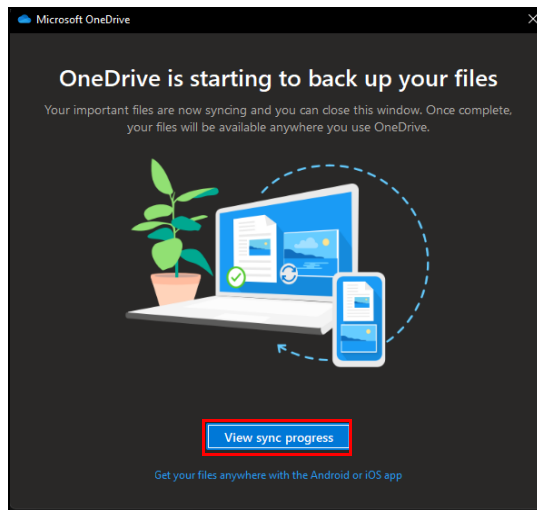 Microsoft OneDrive
OneDrive is starting to back up your files
Your important files are now syncing and you can close this window. Once complete,
your files will be available anywhere you use OneDrive.
View sync progress
Get your files anywhere with the Android or iOS app